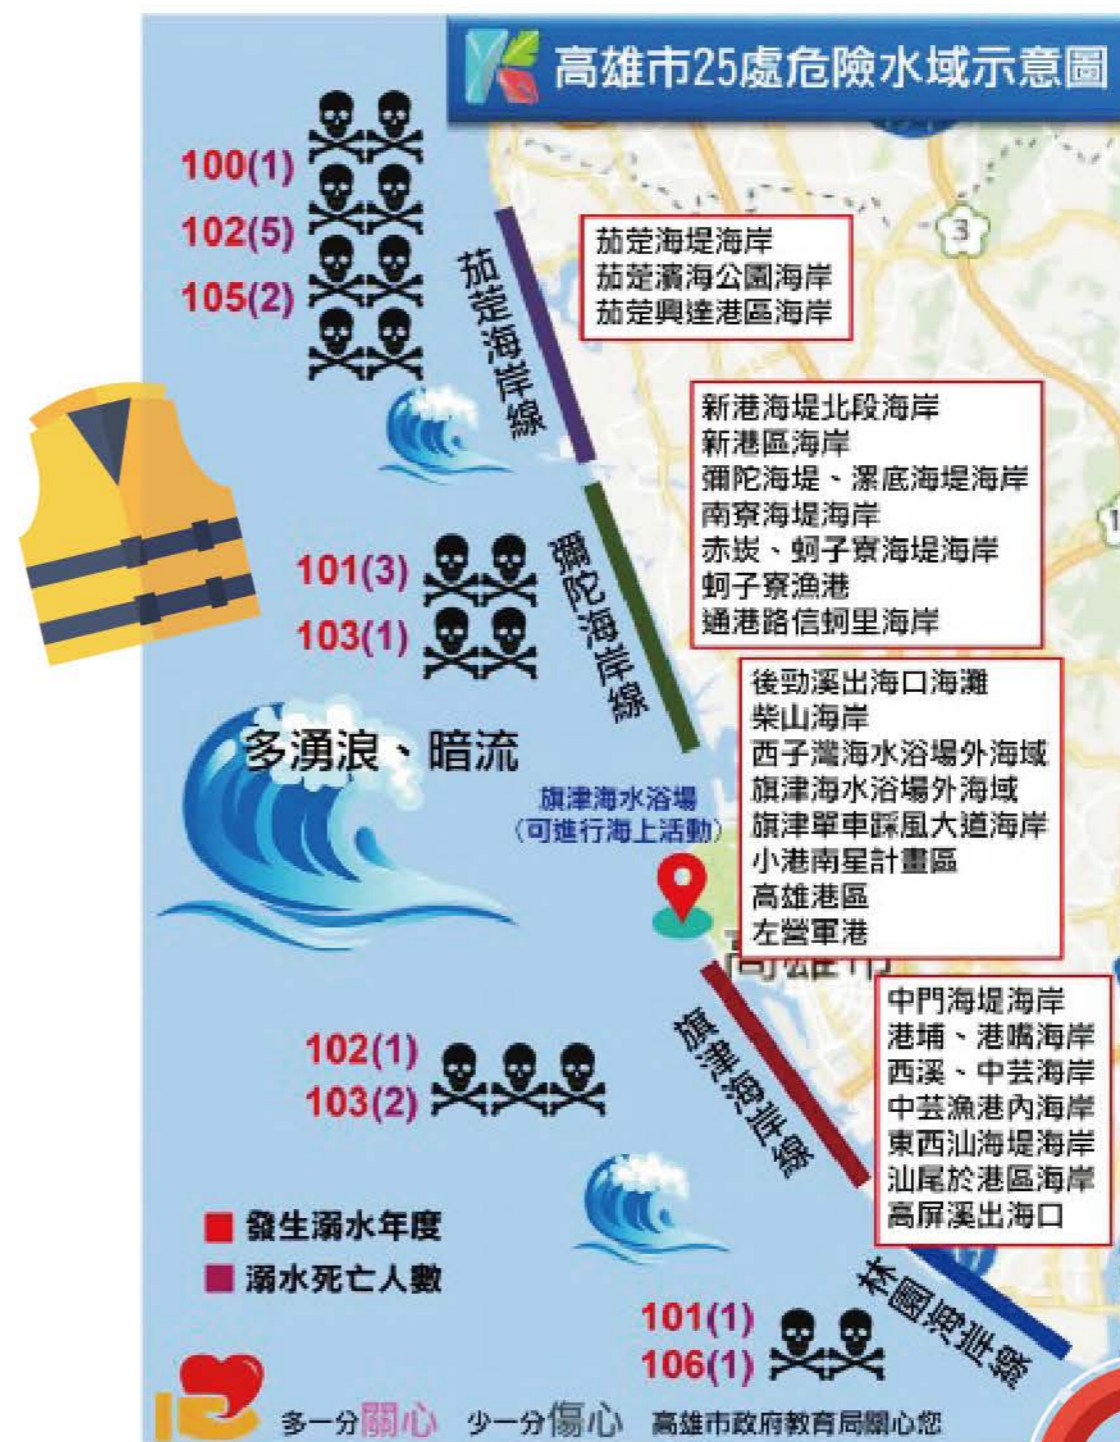 高雄市25處危險水域示意圖
100(1)
102(5)
105(2)
茄萣海岸線
3
茄萣海堤海岸
茄萣濱海公園海岸
茄萣興達港區海岸
101(3)
103(1)
彌陀海岸線
新港海堤北段海岸
新港區海岸
彌陀海堤、漯底海堤海岸
南寮海堤海岸
赤崁、蚵子寮海堤海岸
蚵子寮漁港
通港路信蚵里海岸
1
多湧浪、暗流
旗津海水浴場
(可進行海上活動)
後勁溪出海口海灘
柴山海岸
西子灣海水浴場外海域
旗津海水浴場外海域
旗津單車踩風大道海岸
小港南星計畫區
高雄港區
左營軍港
高雄市
102(1)
103(2)
旗津海岸線
中門海堤海岸
港埔、港嘴海岸
西溪、中芸海岸
中芸漁港內海岸
東西汕海堤海岸
汕尾於港區海岸
高屏溪出海口
發生溺水年度
溺水死亡人數
101(1)
106(1)
林園海岸線
多一分關心 少一分傷心 高雄市政府教育局關心您